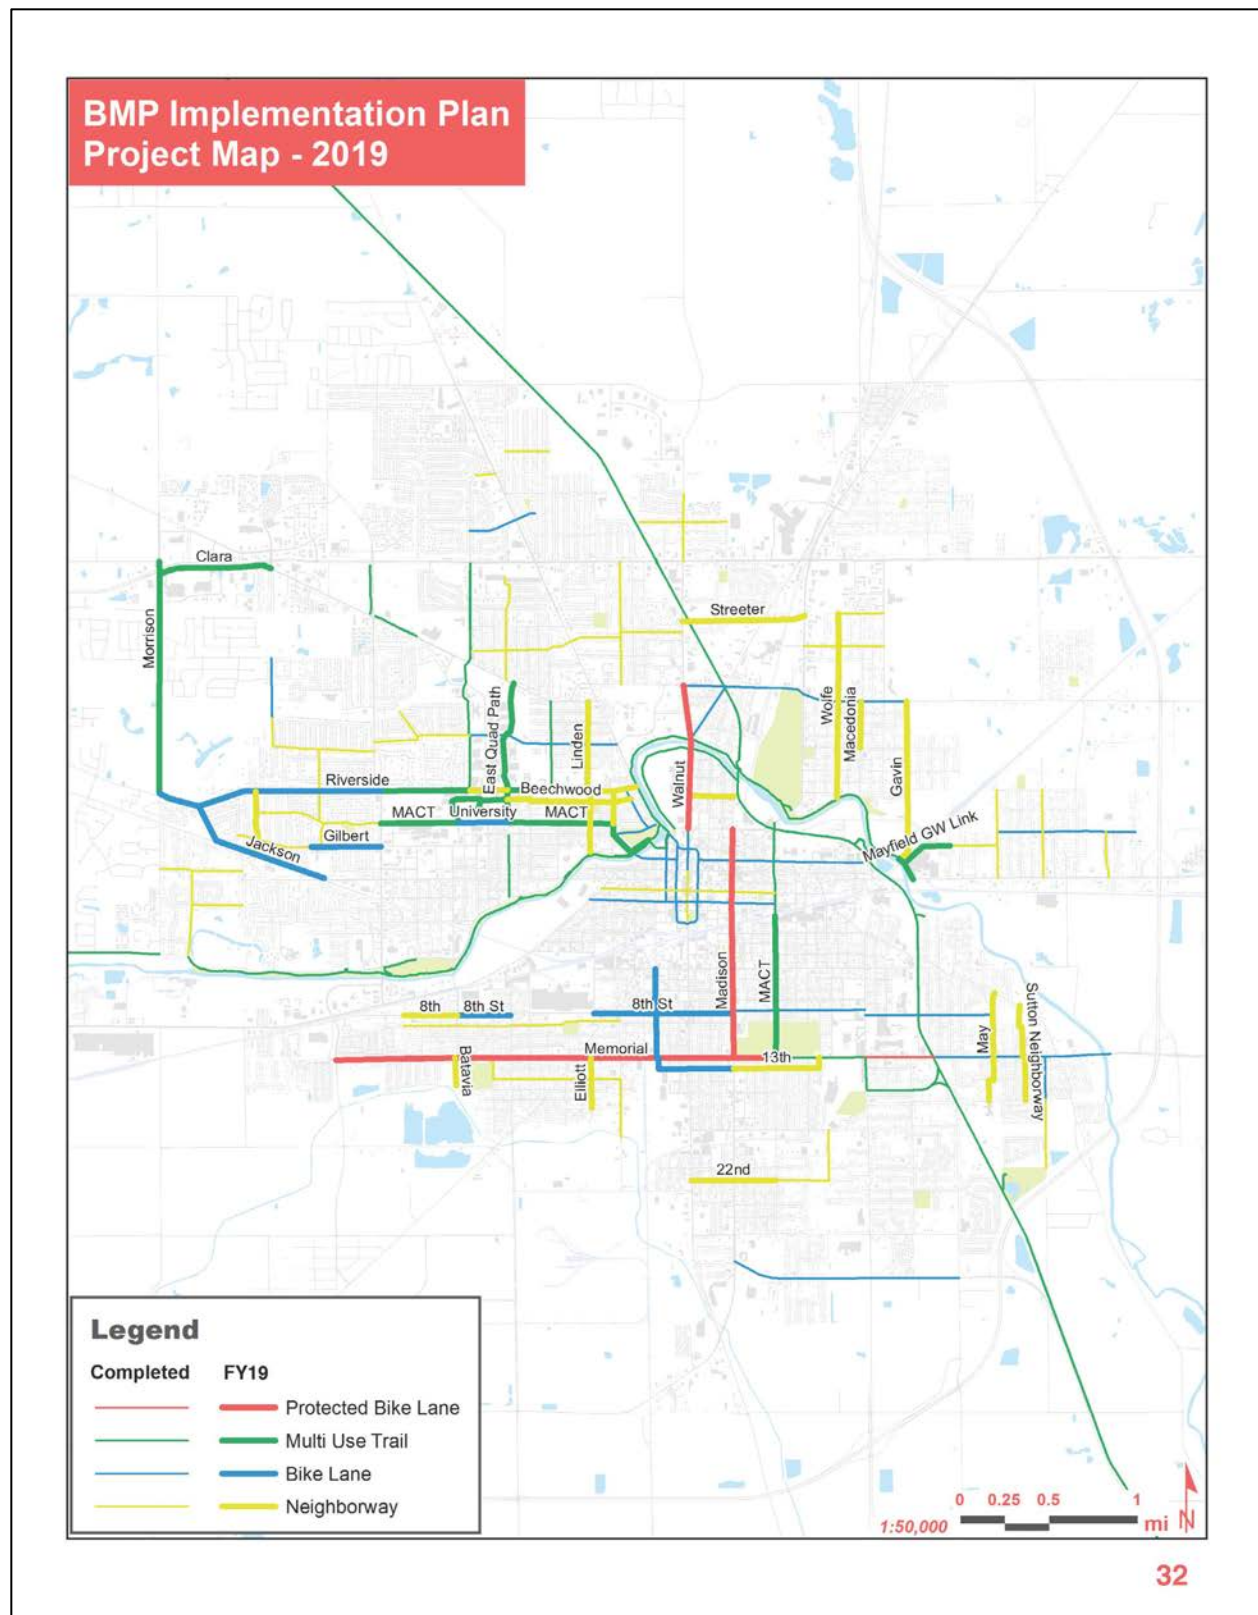 BMP Implementation Plan
Project Map - 2019
Clara
Morrison
Streeter
East Quad Path
Linden
Wolfe
Macedonia
Walnut
Gavin
Riverside
Beechwood
MACT
University
MACT
Gilbert
Jackson
Mayfield GW Link
Madison
MACT
8th
8th St
8th St
May
Sutton Neighborway
Memorial
13th
Batavia
Elliott
22nd
Legend
Completed
FY19
Protected Bike Lane
Multi Use Trail
Bike Lane
Neighborway
0 0.25 0.5 1
1:50,000
mi
N
32